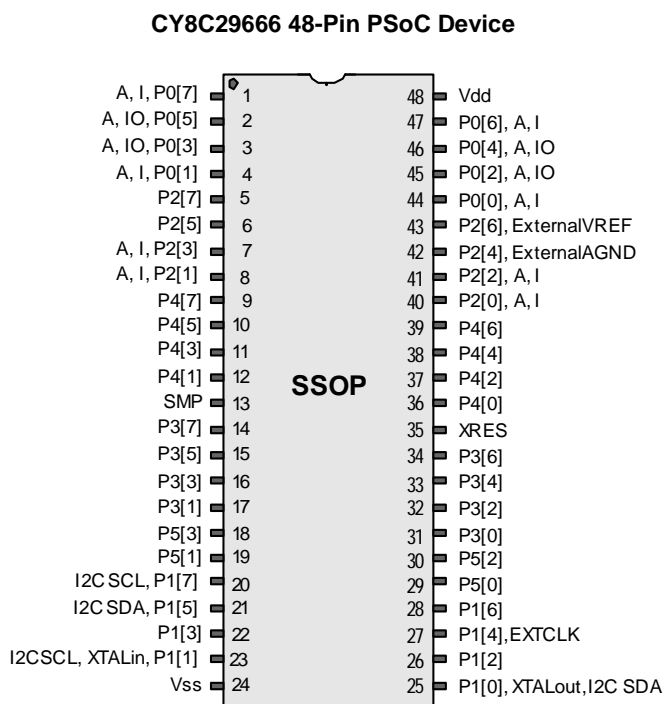 CY8C29666 48-Pin PSoC Device
A, I, P0[7] 1 48 Vdd
A, IO, P0[5] 2 47 P0[6], A, I
A, IO, P0[3] 3 46 P0[4], A, IO
A, I, P0[1] 4 45 P0[2], A, IO
P2[7] 5 44 P0[0], A, I
P2[5] 6 43 P2[6], ExternalVREF
A, I, P2[3] 7 42 P2[4], ExternalAGND
A, I, P2[1] 8 41 P2[2], A, I
P4[7] 9 40 P2[0], A, I
P4[5] 10 39 P4[6]
P4[3] 11 38 P4[4]
P4[1] 12 SSOP 37 P4[2]
SMP 13 36 P4[0]
P3[7] 14 35 XRES
P3[5] 15 34 P3[6]
P3[3] 16 33 P3[4]
P3[1] 17 32 P3[2]
P5[3] 18 31 P3[0]
P5[1] 19 30 P5[2]
I2C SCL, P1[7] 20 29 P5[0]
I2C SDA, P1[5] 21 28 P1[6]
P1[3] 22 27 P1[4], EXTCLK
I2CSCL, XTALin, P1[1] 23 26 P1[2]
Vss 24 25 P1[0], XTALout, I2C SDA